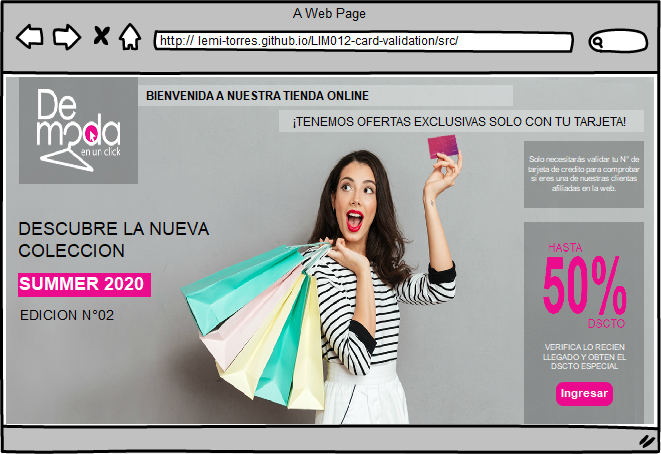 A Web Page
http:// lemi-torres.github.io/LIM012-card-validation/src/
De
moda
en un click
BIENVENIDA A NUESTRA TIENDA ONLINE
¡TENEMOS OFERTAS EXCLUSIVAS SOLO CON TU TARJETA!
Solo necesitarás validar tu N° de
tarjeta de credito para comprobar
si eres una de nuestras clientas
afiliadas en la web.
DESCUBRE LA NUEVA
COLECCION
SUMMER 2020
EDICION N°02
HASTA
50%
DSCTO
VERIFICA LO RECIEN
LLEGADO Y OBTEN EL
DSCTO ESPECIAL
Ingresar